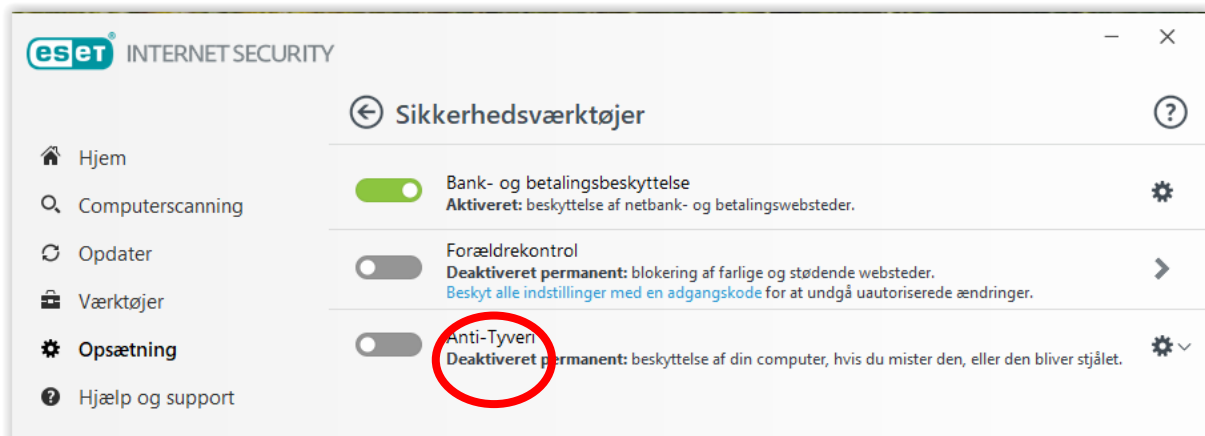 eset® INTERNET SECURITY
Sikkerhedsværktøjer
Hjem
Computerscanning
Opdater
Værktøjer
Opsætning
Hjælp og support
Bank- og betalingsbeskyttelse
Aktiveret: beskyttelse af netbank- og betalingswebsteder.
Forældrekontrol
Deaktiveret permanent: blokering af farlige og stødende websteder.
Beskyt alle indstillinger med en adgangskode for at undgå uautoriserede ændringer.
Anti-Tyveri
Deaktiveret permanent: beskyttelse af din computer, hvis du mister den, eller den bliver stjålet.